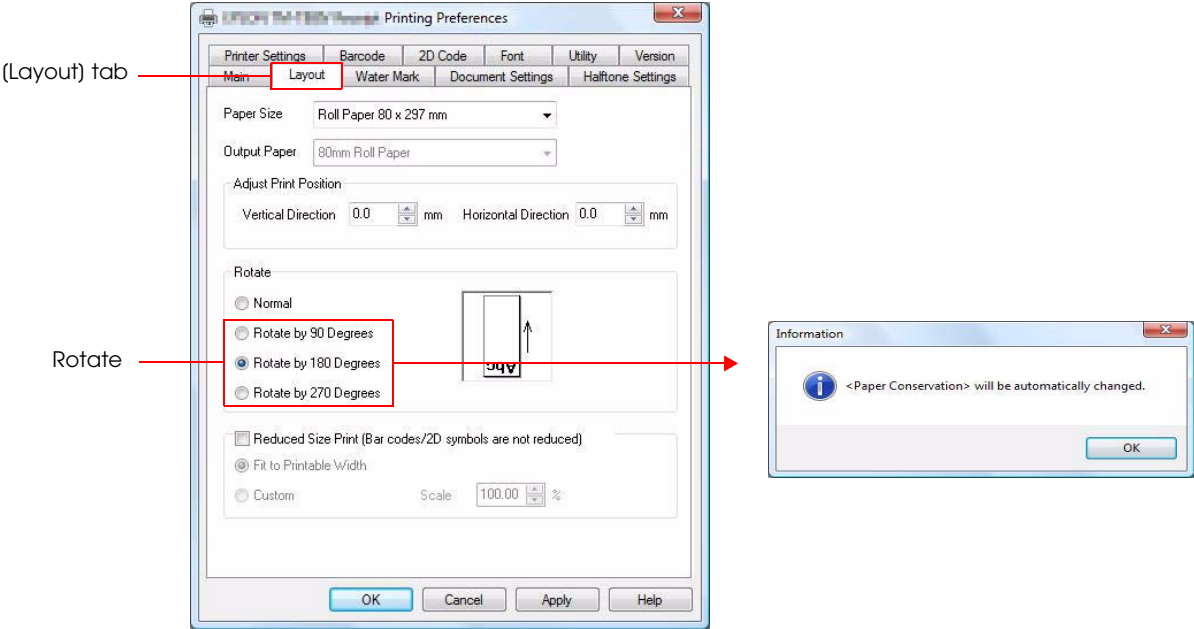 Printing Preferences
Printer Settings Barcode 2D Code Font Utility Version
[Layout] tab
Main Layout Water Mark Document Settings Halftone Settings
Paper Size Roll Paper 80 x 297 mm
Output Paper 80mm Roll Paper
Adjust Print Position
Vertical Direction 0.0 mm Horizontal Direction 0.0 mm
Rotate
Normal
Rotate by 90 Degrees
Rotate
Rotate by 180 Degrees
Abc
Rotate by 270 Degrees
Reduced Size Print (Bar codes/2D symbols are not reduced)
Fit to Printable Width
Custom Scale 100.00 %
OK Cancel Apply Help
Information
<Paper Conservation> will be automatically changed.
OK